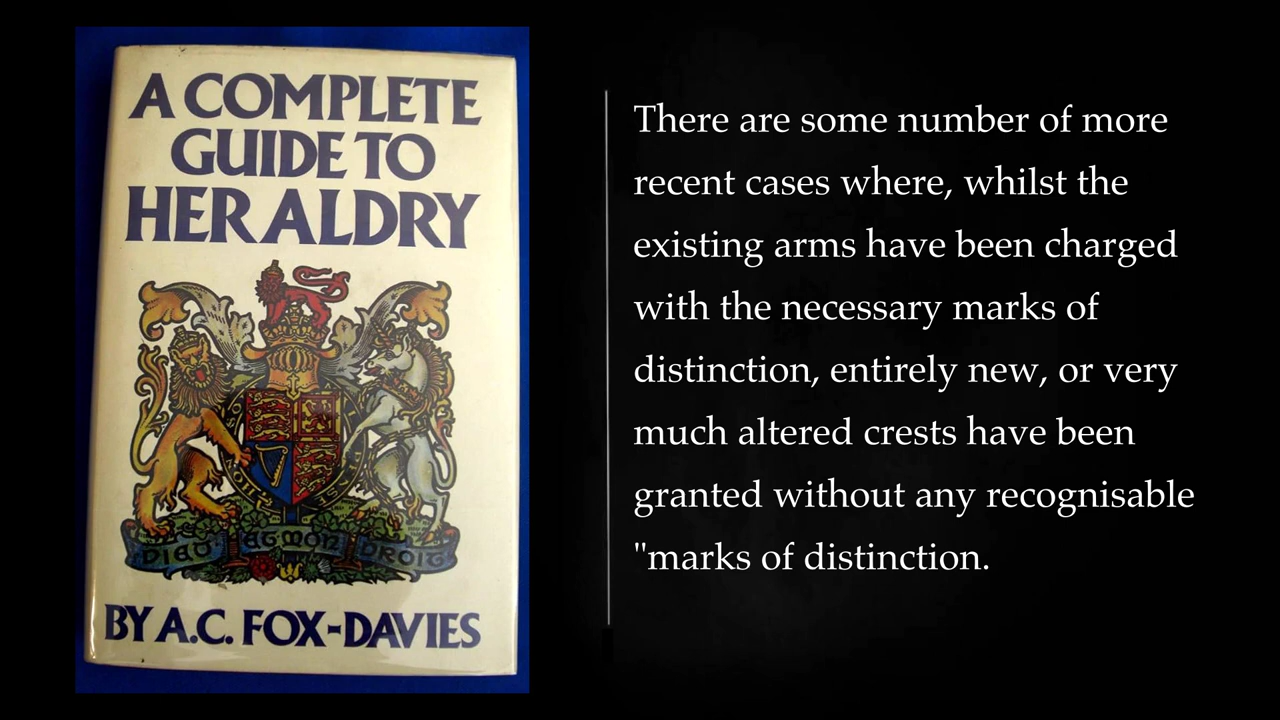 A COMPLETE
GUIDE TO
HERALDRY
DIEU ET MON DROIT
BY A.C. FOX-DAVIES
There are some number of more
recent cases where, whilst the
existing arms have been charged
with the necessary marks of
distinction, entirely new, or very
much altered crests have been
granted without any recognisable
"marks of distinction.